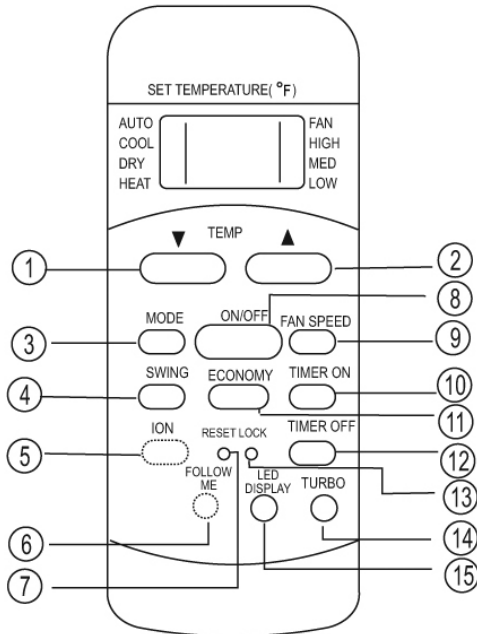 SET TEMPERATURE(°F)
AUTO
COOL
DRY
HEAT
FAN
HIGH
MED
LOW
▼ TEMP ▲
1
2
8
MODE
ON/OFF
FAN SPEED
3
9
SWING
ECONOMY
TIMER ON
4
10
11
ION
RESET LOCK
TIMER OFF
5
12
FOLLOW
ME
LED
DISPLAY
TURBO
13
6
14
7
15